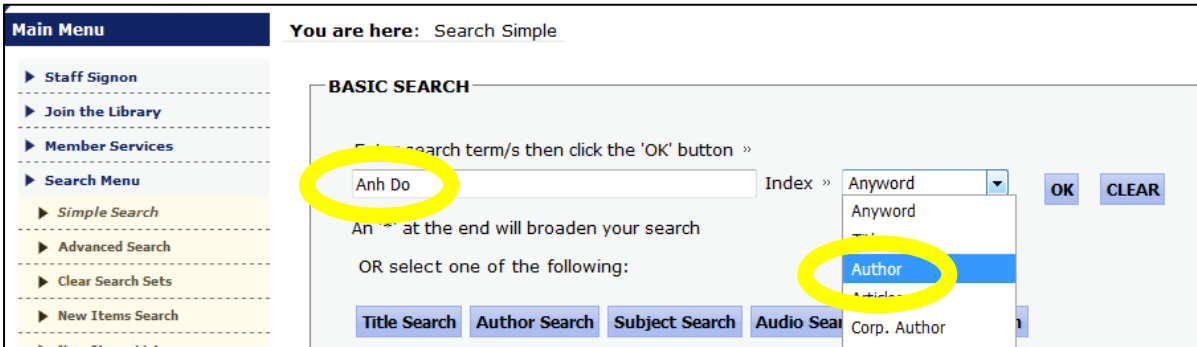 Main Menu
You are here: Search Simple
Staff Signon
Join the Library
Member Services
Search Menu
Simple Search
Advanced Search
Clear Search Sets
New Items Search
BASIC SEARCH
search term/s then click the 'OK' button »
Anh Do
Index »
Anyword
OK
CLEAR
An '*' at the end will broaden your search
OR select one of the following:
Anyword
Author
Corp. Author
Title Search
Author Search
Subject Search
Audio Sear